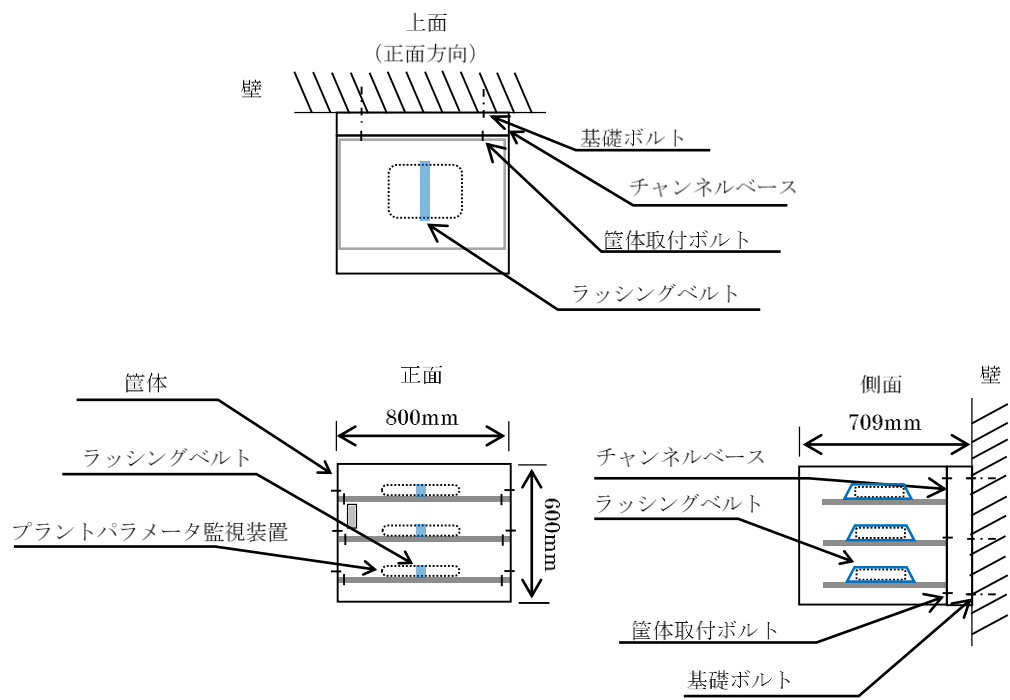 上面
(正面方向)
壁
基礎ボルト
チャンネルベース
筐体取付ボルト
ラッシングベルト
正面
筐体
800mm
ラッシングベルト
プラントパラメータ監視装置
600mm
側面
壁
709mm
チャンネルベース
ラッシングベルト
筐体取付ボルト
基礎ボルト